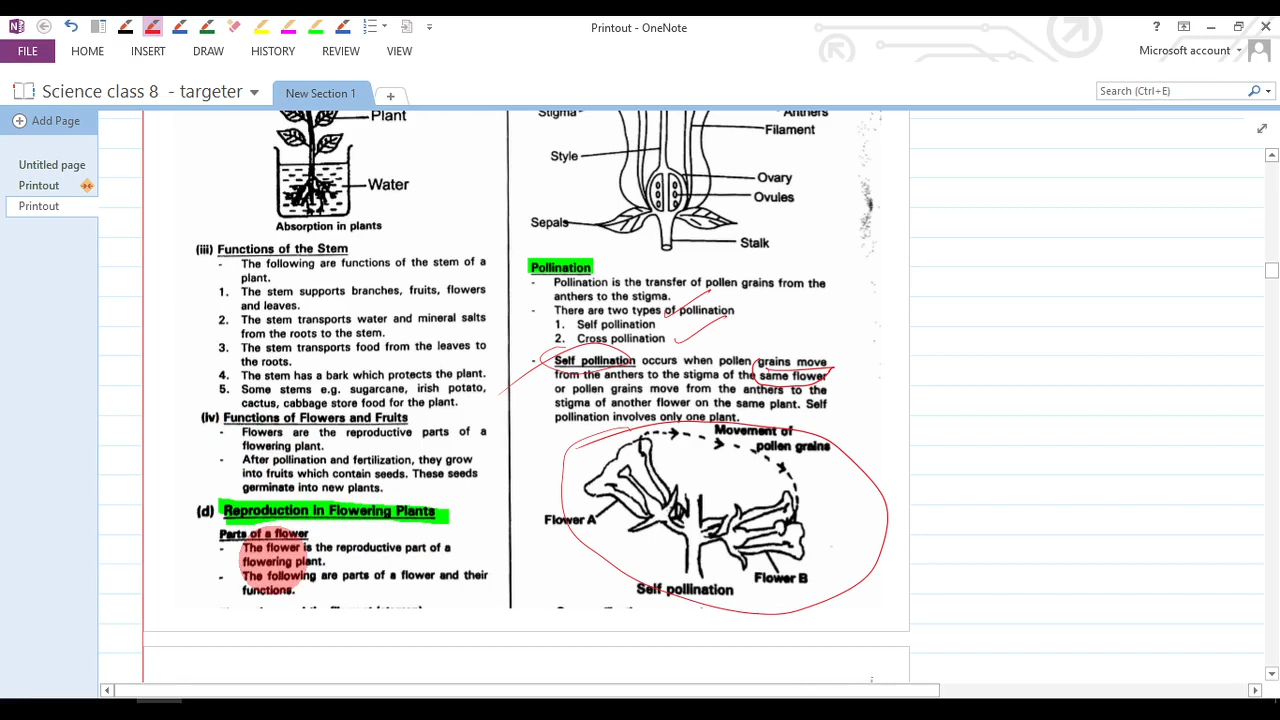 Printout - OneNote
?
FILE
HOME
INSERT
DRAW
HISTORY
REVIEW
VIEW
Microsoft account
Science class 8 - targeter
New Section 1
+
Search (Ctrl+E)
Add Page
Untitled page
Printout
Printout
Plant
Water
Absorption in plants
(iii) Functions of the Stem
- The following are functions of the stem of a
plant.
1. The stem supports branches, fruits, flowers
and leaves.
2. The stem transports water and mineral salts
from the roots to the stem.
3. The stem transports food from the leaves to
the roots.
4. The stem has a bark which protects the plant.
5. Some stems e.g. sugarcane, irish potato,
cactus, cabbage store food for the plant.
(iv) Functions of Flowers and Fruits
- Flowers are the reproductive parts of a
flowering plant.
- After pollination and fertilization, they grow
into fruits which contain seeds. These seeds
germinate into new plants.
(d) Reproduction in Flowering Plants
Parts of a flower
- The flower is the reproductive part of a
flowering plant.
- The following are parts of a flower and their
functions.
Stigma
Anthers
Filament
Style
Ovary
Ovules
Sepals
Stalk
Pollination
- Pollination is the transfer of pollen grains from the
anthers to the stigma.
- There are two types of pollination
1. Self pollination
2. Cross pollination
- Self pollination occurs when pollen grains move
from the anthers to the stigma of the same flower
or pollen grains move from the anthers to the
stigma of another flower on the same plant. Self
pollination involves only one plant.
Movement of
pollen grains
Flower A
Flower B
Self pollination